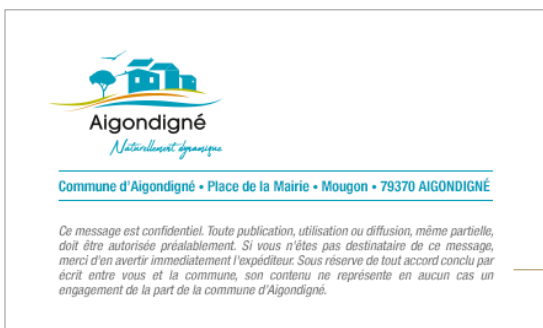 Aigondigné
Naturellement dynamique
Commune d'Aigondigné • Place de la Mairie • Mougon • 79370 AIGONDIGNÉ
Ce message est confidentiel. Toute publication, utilisation ou diffusion, même partielle,
doit être autorisée préalablement. Si vous n'êtes pas destinataire de ce message,
merci d'en avertir immediatement l'expéditeur. Sous réserve de tout accord conclu par
écrit entre vous et la commune, son contenu ne représente en aucun cas un
engagement de la part de la commune d'Aigondigné.